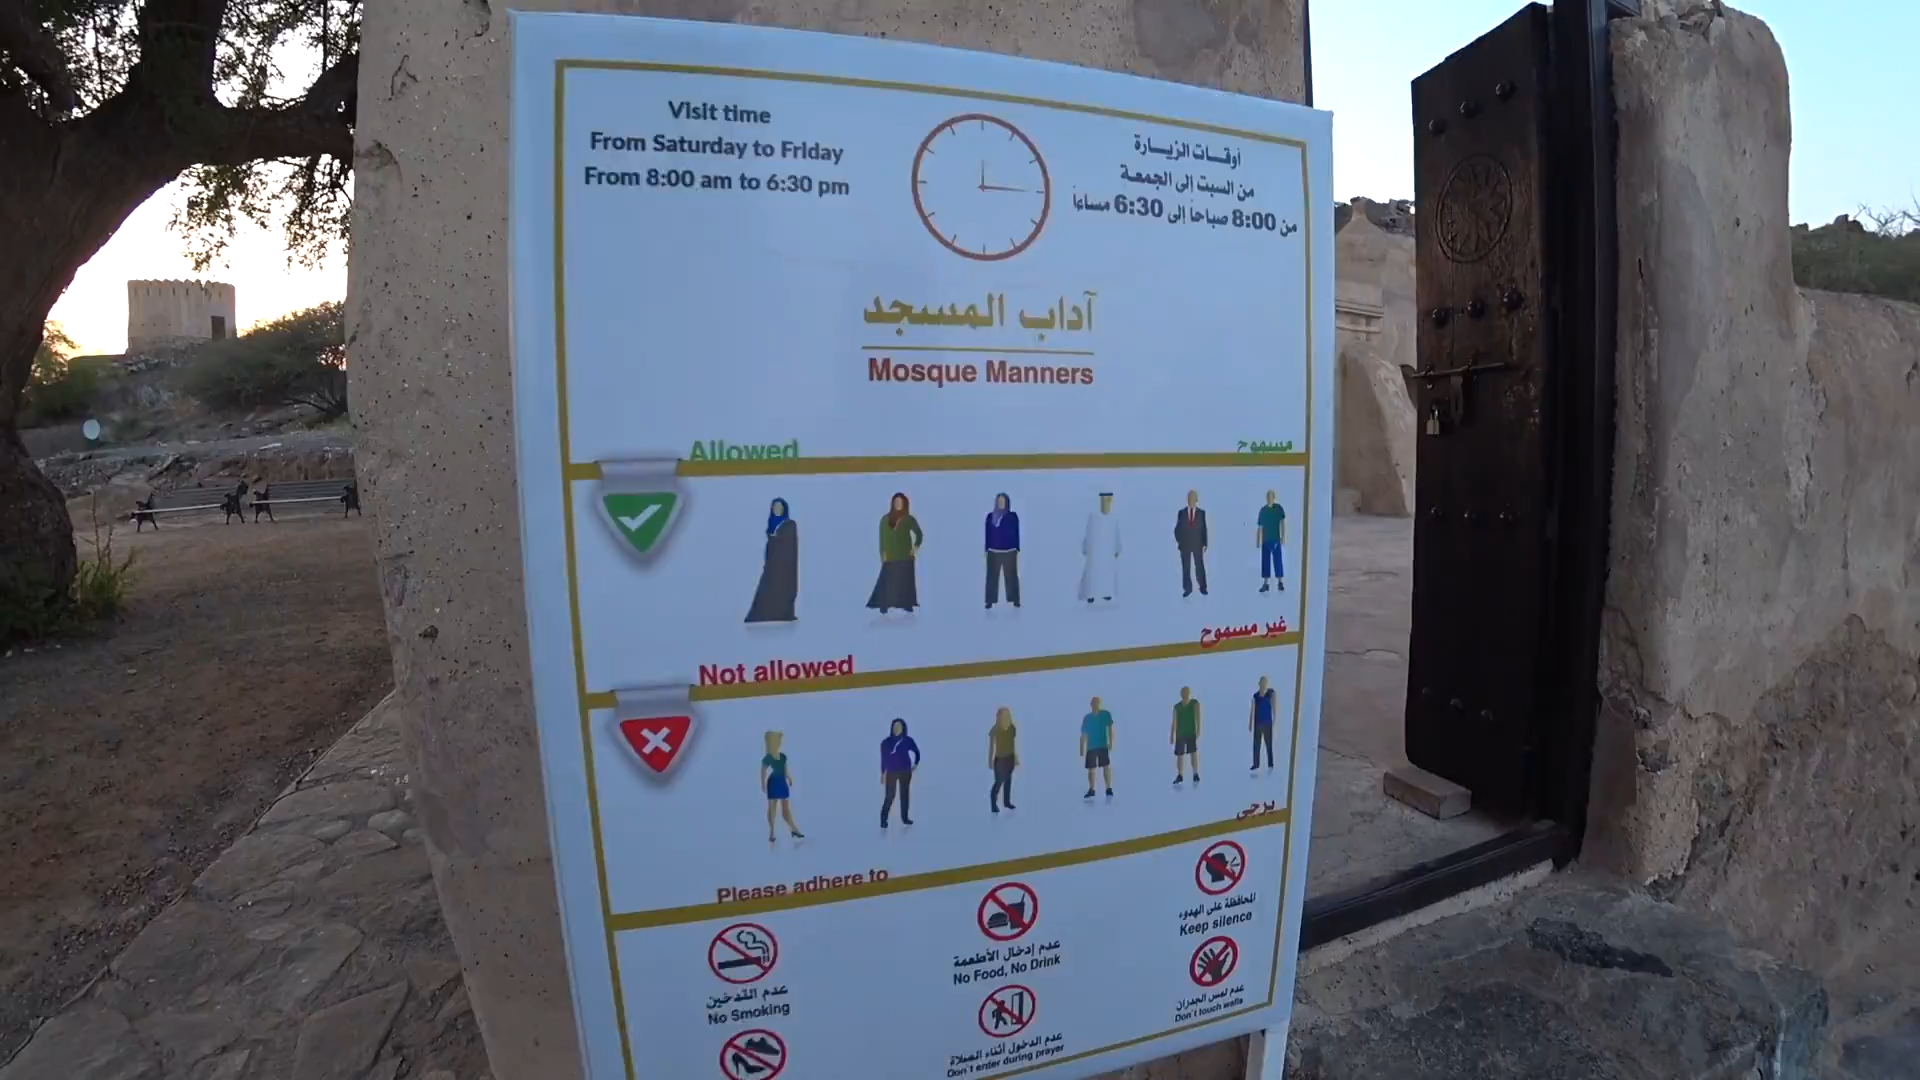 Visit time
From Saturday to Friday
From 8:00 am to 6:30 pm
أوقات الزيارة
من السبت إلى الجمعة
من 8:00 صباحاً إلى 6:30 مساءاً
آداب المسجد
Mosque Manners
Allowed
مسموح
Not allowed
غير مسموح
Please adhere to
يرجى
عدم التدخين
No Smoking
عدم إدخال الأطعمة
No Food, No Drink
المحافظة على الهدوء
Keep silence
عدم الدخول أثناء الصلاة
Don't enter during prayer
عدم لمس الجدران
Don't touch walls